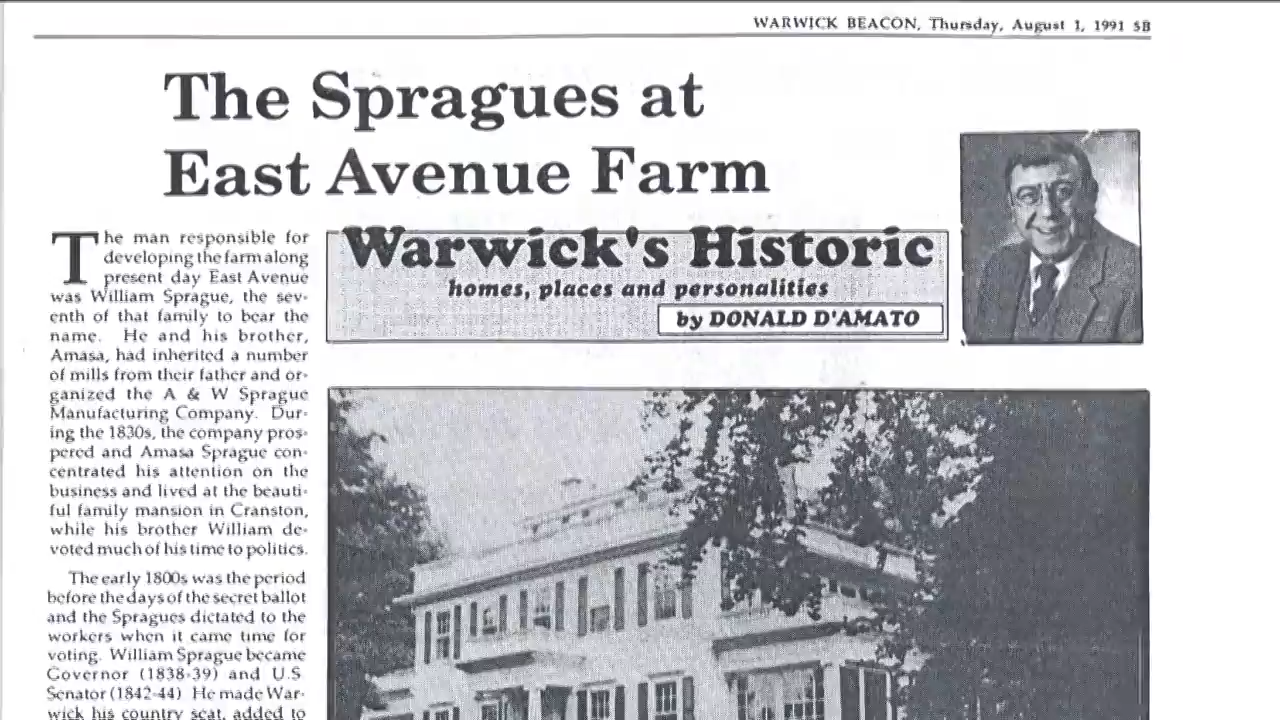 WARWICK BEACON, Thursday, August 1, 1991 5B
The Spragues at
East Avenue Farm
Warwick's Historic
homes, places and personalities
by DONALD D'AMATO
The man responsible for
developing the farm along
present day East Avenue
was William Sprague, the sev-
enth of that family to bear the
name. He and his brother,
Amasa, had inherited a number
of mills from their father and or-
ganized the A & W Sprague
Manufacturing Company. Dur-
ing the 1830s, the company pros-
pered and Amasa Sprague con-
centrated his attention on the
business and lived at the beauti-
ful family mansion in Cranston,
while his brother William de-
voted much of his time to politics.
The early 1800s was the period
before the days of the secret ballot
and the Spragues dictated to the
workers when it came time for
voting. William Sprague became
Governor (1838-39) and U.S
Senator (1842-44) He made War-
wick his country seat, added to